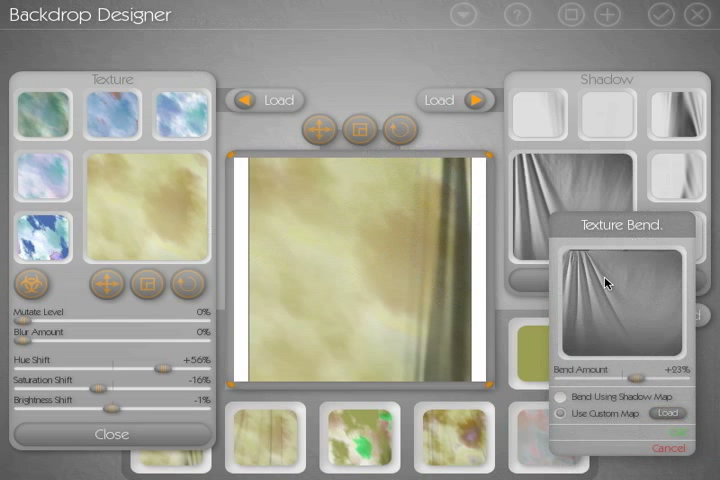 Backdrop Designer
?
Texture
Load
Load
Shadow
Texture Bend.
Mutate Level 0%
Blur Amount 0%
Hue Shift +56%
Saturation Shift -16%
Brightness Shift -1%
Close
Bend Amount +23%
Bend Using Shadow Map
Use Custom Map Load
Cancel